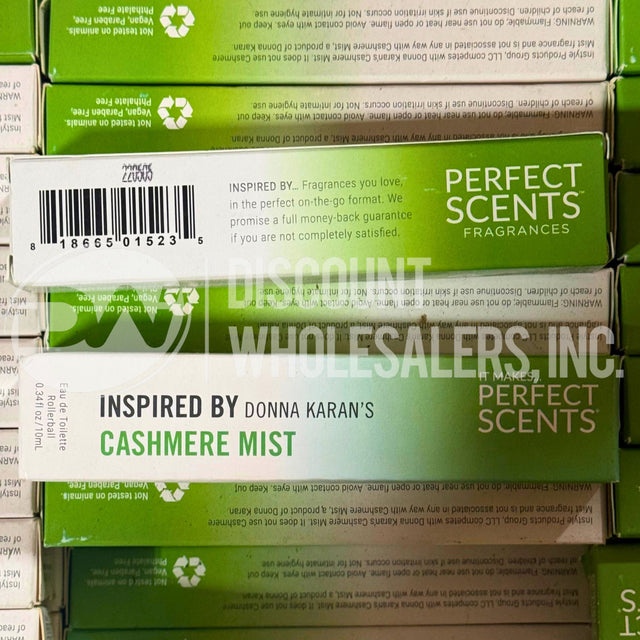 of reach of children. Discontinue use if skin irritation occurs. Not intimate hygiene use.
WARNING. Flammable; do not use near heat or open flame. Avoid contact with eyes. Keep out
Mist fragrance and is not associated in any way with Cashmere Mist, a product of Donna Karan
Instyle Products Group, LLC competes with Donna Karan's Cashmere Mist. It does not use Cashmere
Not tested on animals.
Vegan, Paraben Free,
Phthalate Free
INSPIRED BY... Fragrances you love,
in the perfect on-the-go format. We
promise a full money-back guarantee
if you are not completely satisfied.
8 18665 01523 5
PERFECT
SCENTS™
FRAGRANCES
DW DISCOUNT
WHOLESALERS, INC.
Eau de Toilette
Rollerball
0.34fl oz / 10mL
INSPIRED BY DONNA KARAN'S
CASHMERE MIST
IT MAKES...
PERFECT
SCENTS®